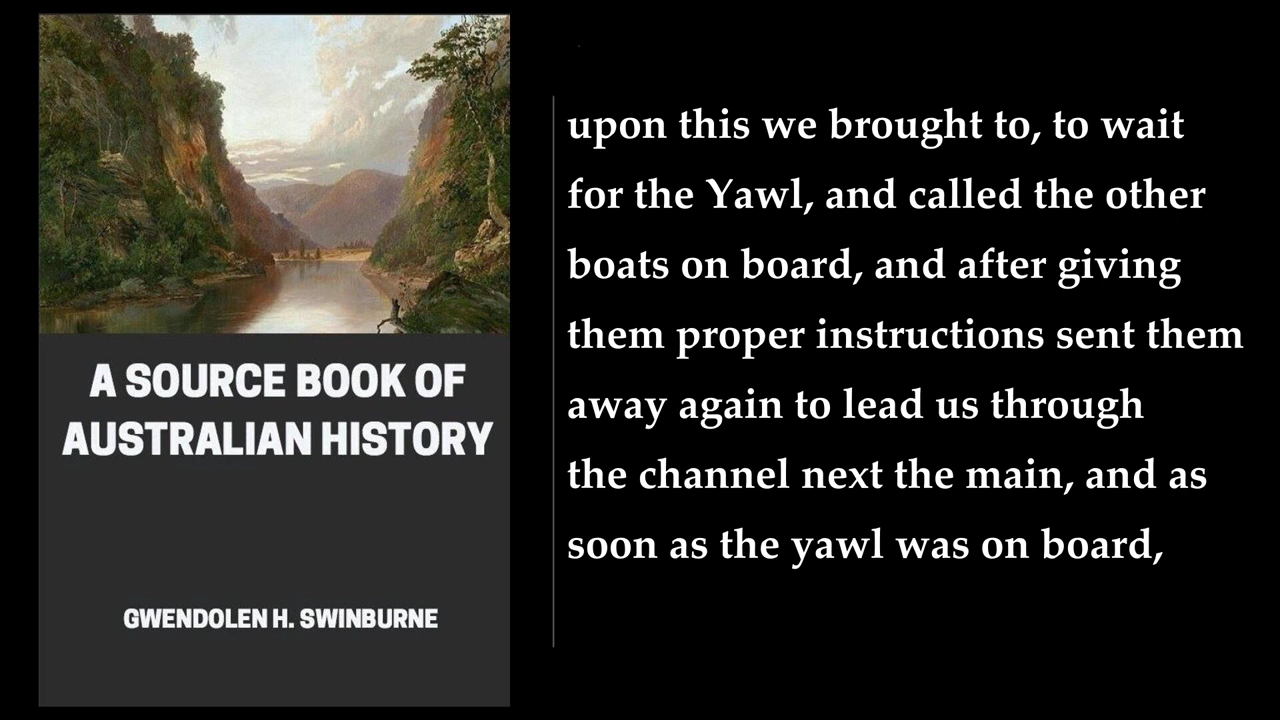 A SOURCE BOOK OF
AUSTRALIAN HISTORY
GWENDOLEN H. SWINBURNE
upon this we brought to, to wait
for the Yawl, and called the other
boats on board, and after giving
them proper instructions sent them
away again to lead us through
the channel next the main, and as
soon as the yawl was on board,